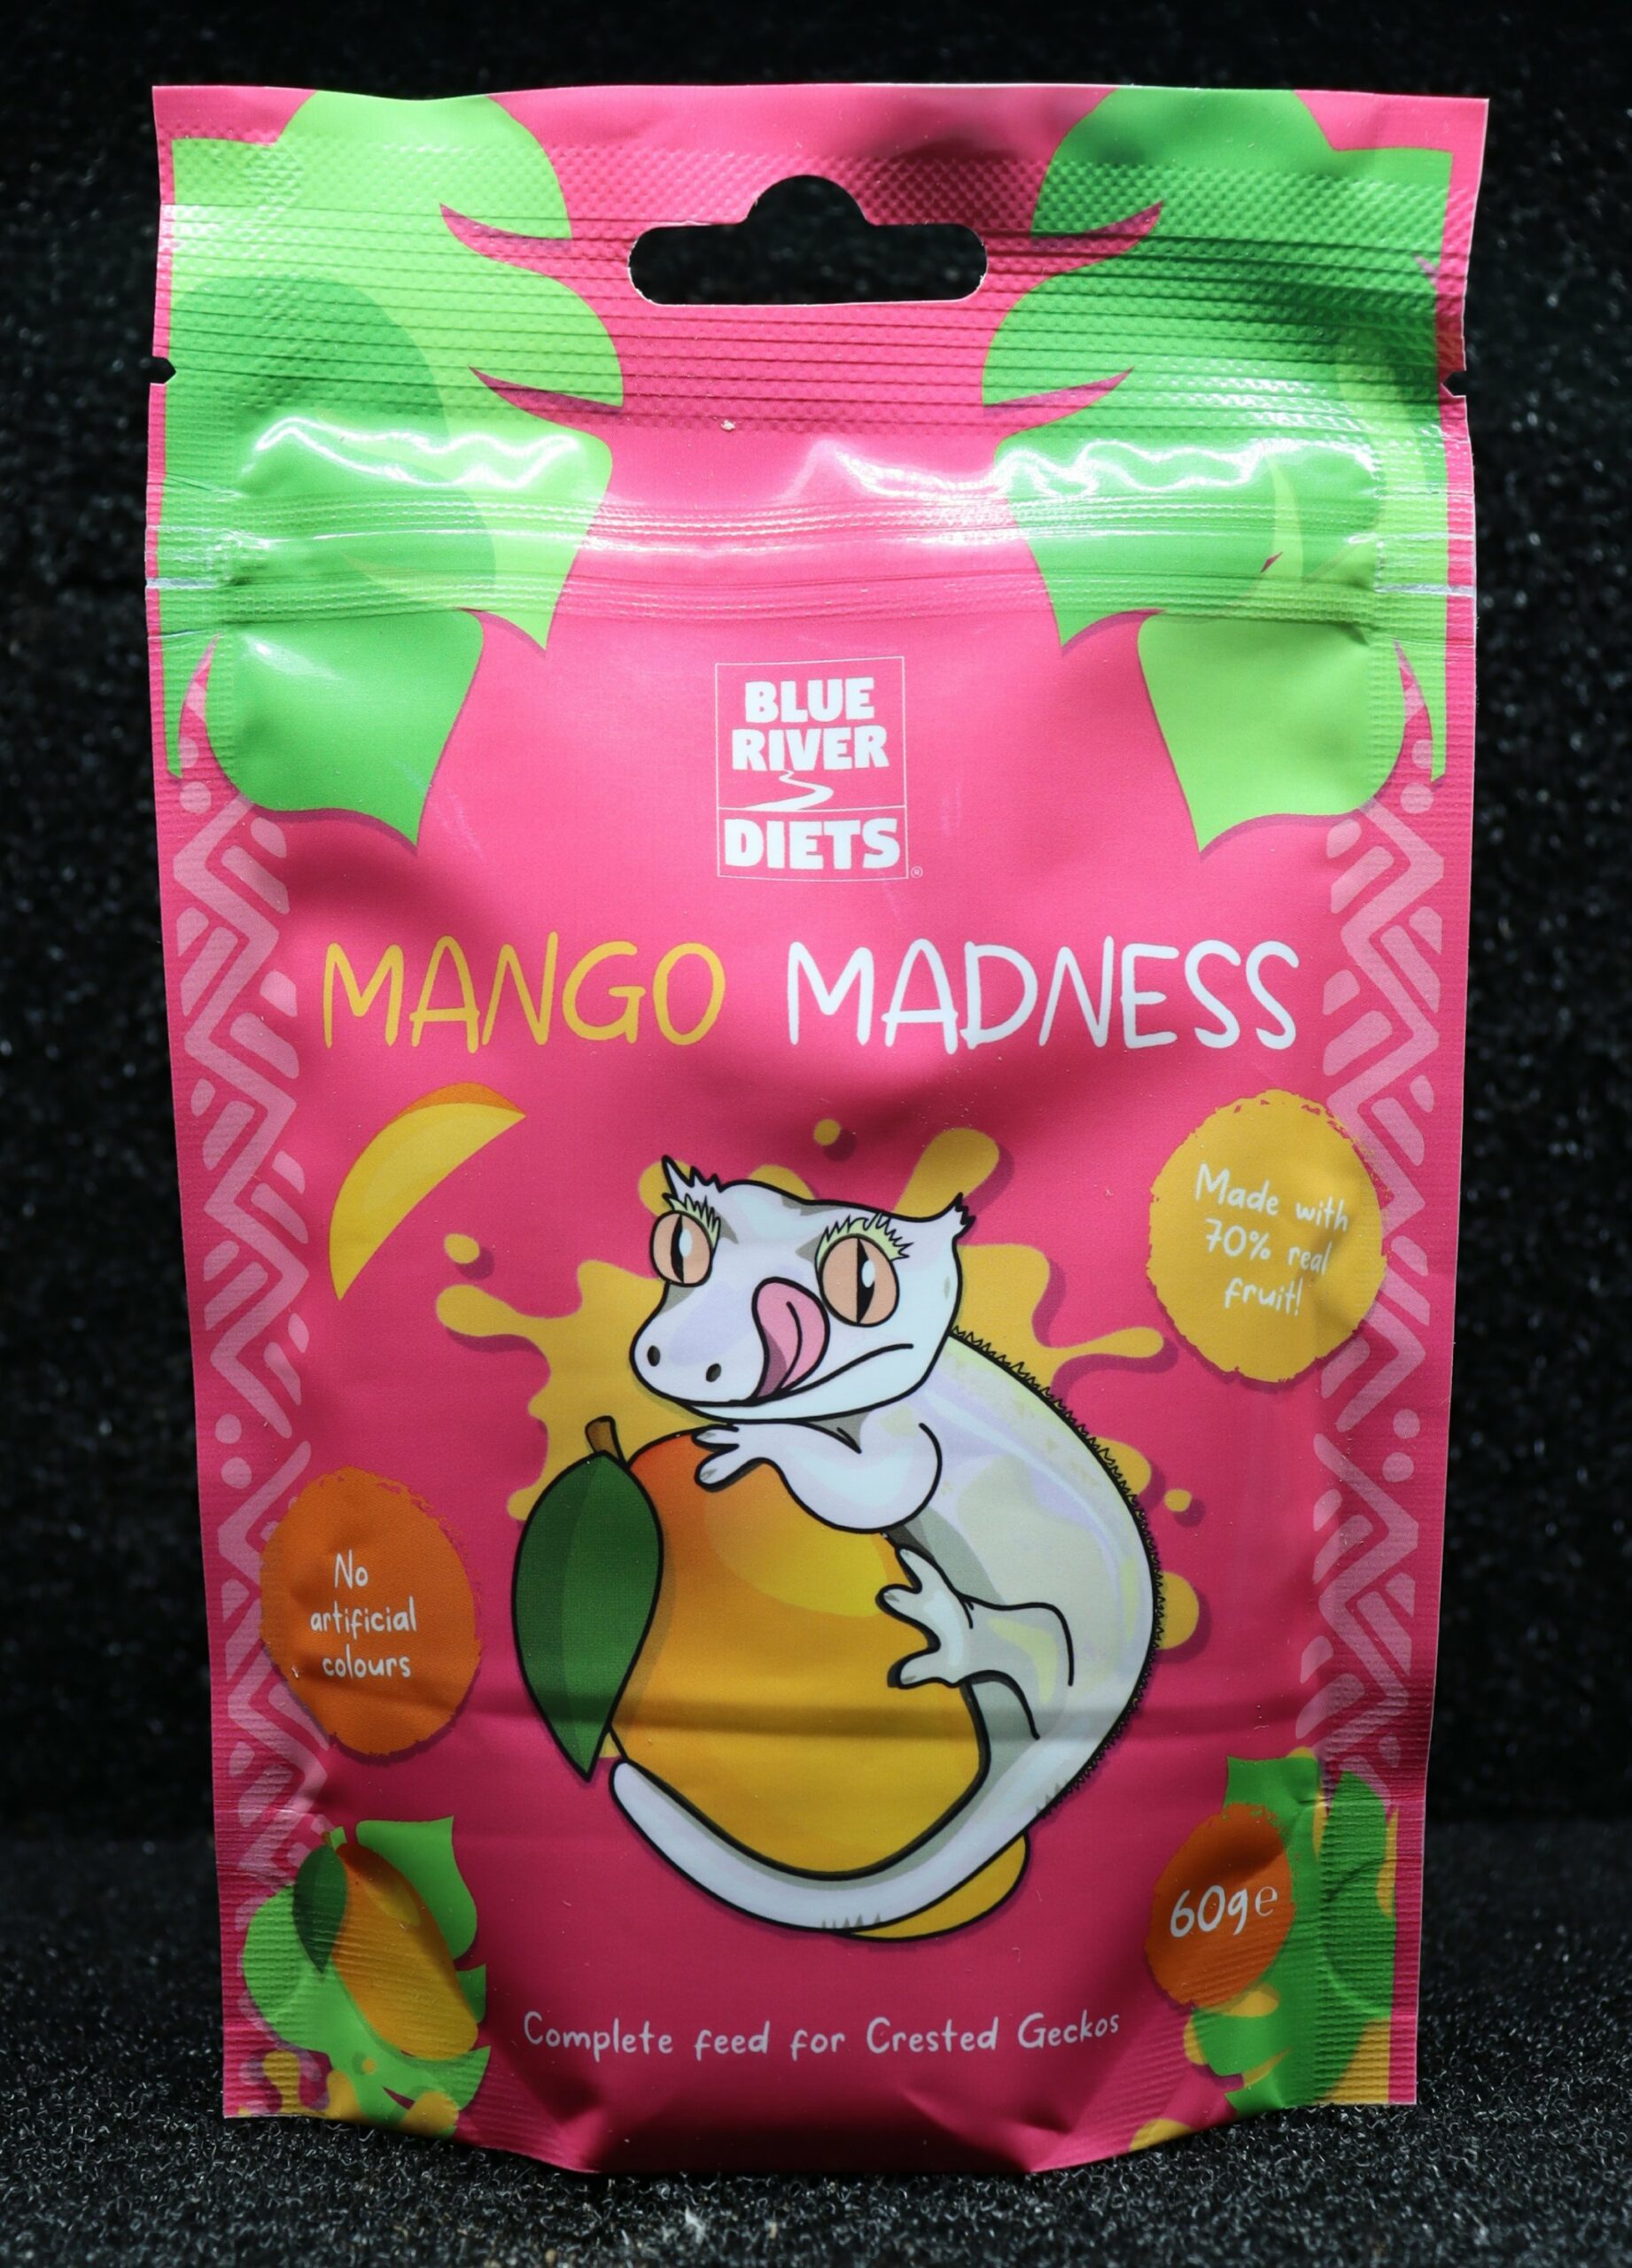 BLUE
RIVER
DIETS®
MANGO MADNESS
Made with
70% real
fruit!
No
artificial
colours
60g℮
Complete feed for Crested Geckos